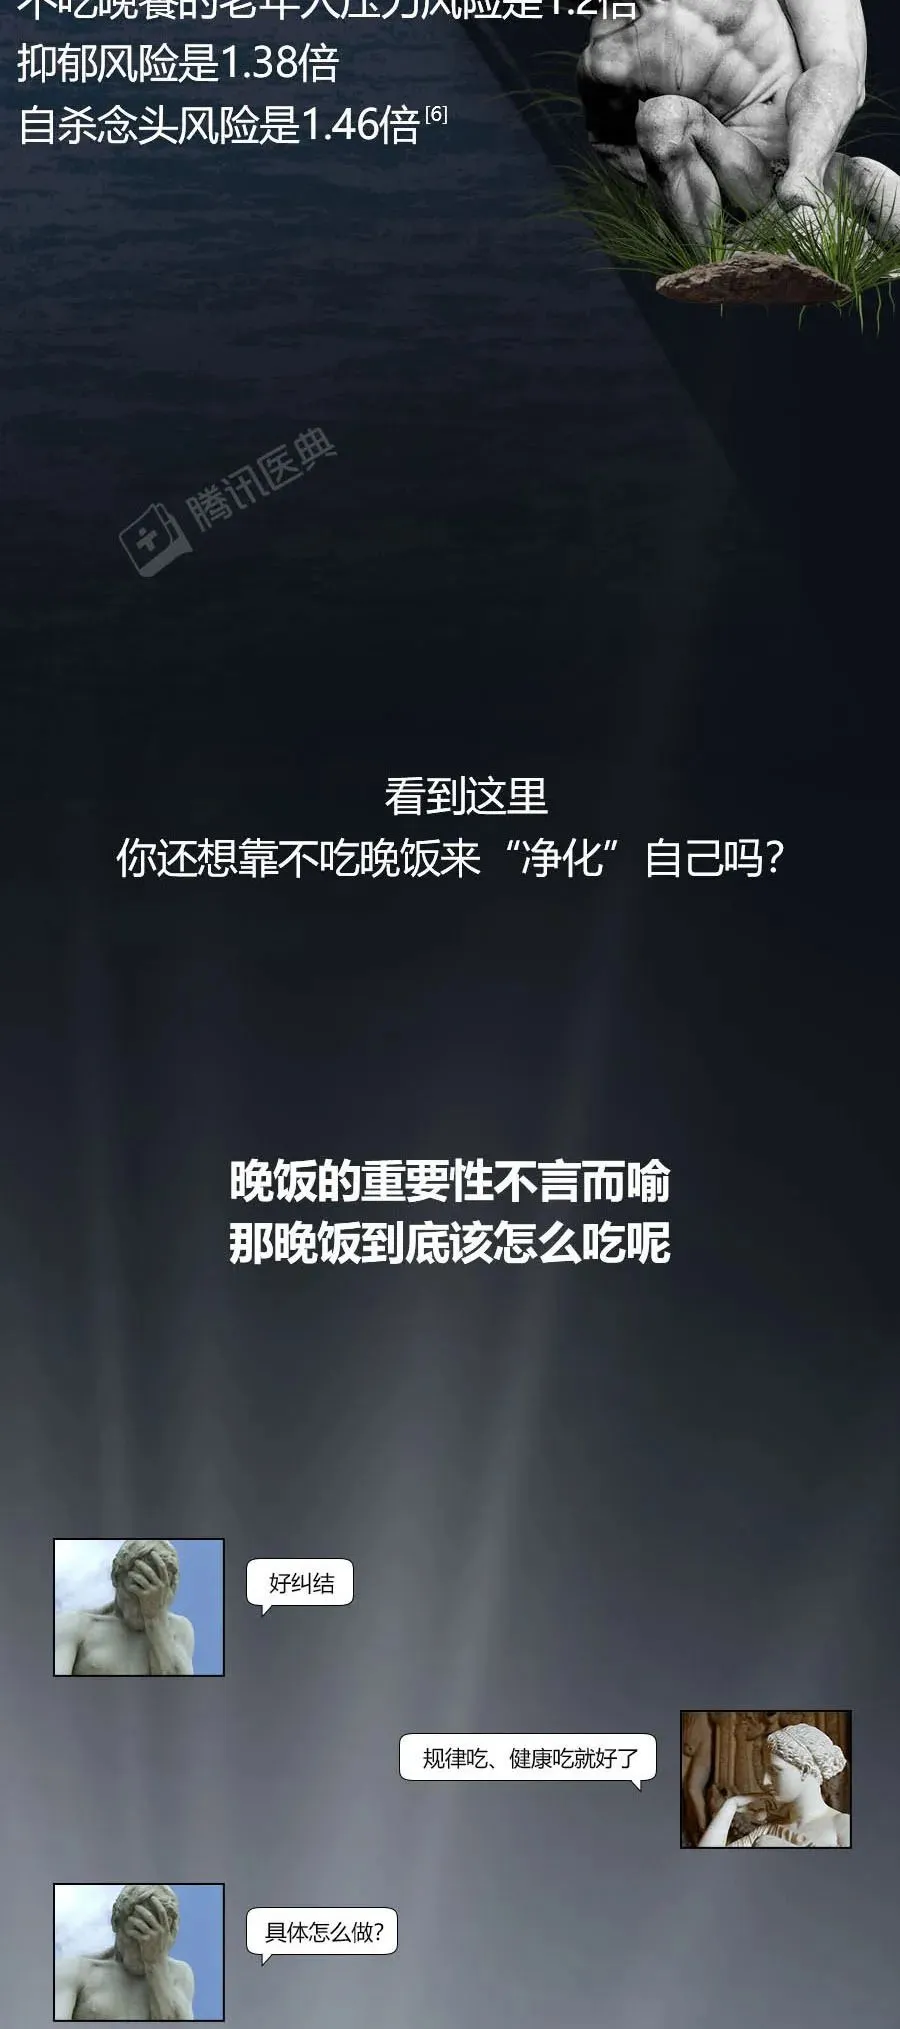 不吃晚餐的老年人压力风险是1.2倍
抑郁风险是1.38倍
自杀念头风险是1.46倍[6]
腾讯医典
看到这里
你还想靠不吃晚饭来“净化”自己吗？
晚饭的重要性不言而喻
那晚饭到底该怎么吃呢
好纠结
规律吃、健康吃就好了
具体怎么做？